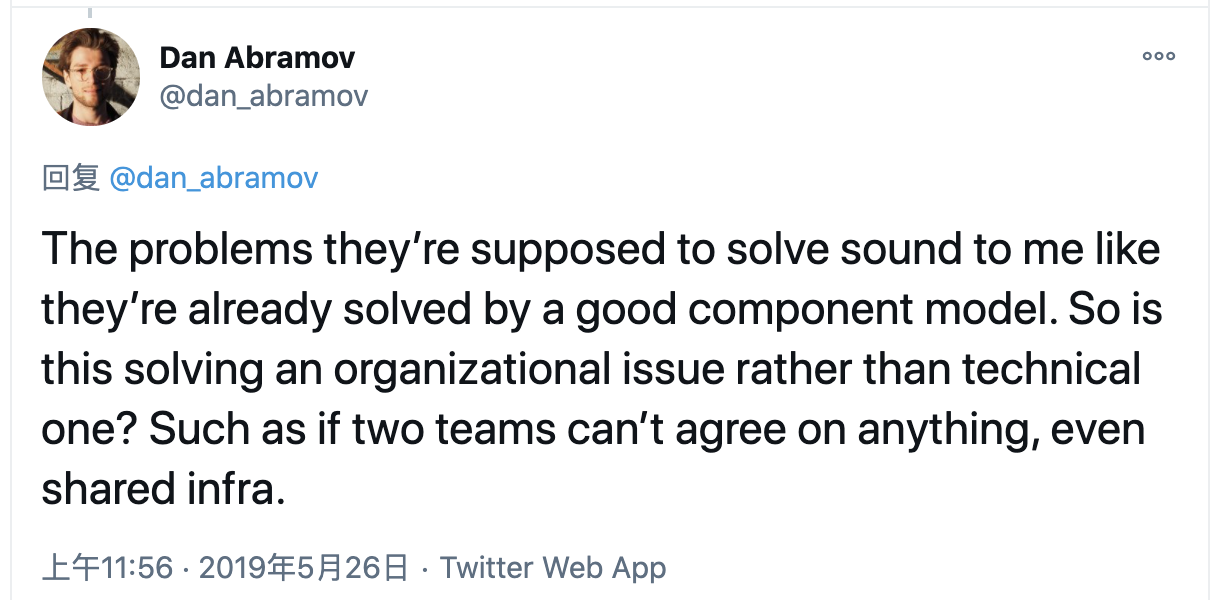 Dan Abramov
@dan_abramov
回复 @dan_abramov
The problems they’re supposed to solve sound to me like
they’re already solved by a good component model. So is
this solving an organizational issue rather than technical
one? Such as if two teams can’t agree on anything, even
shared infra.
上午11:56 · 2019年5月26日 · Twitter Web App